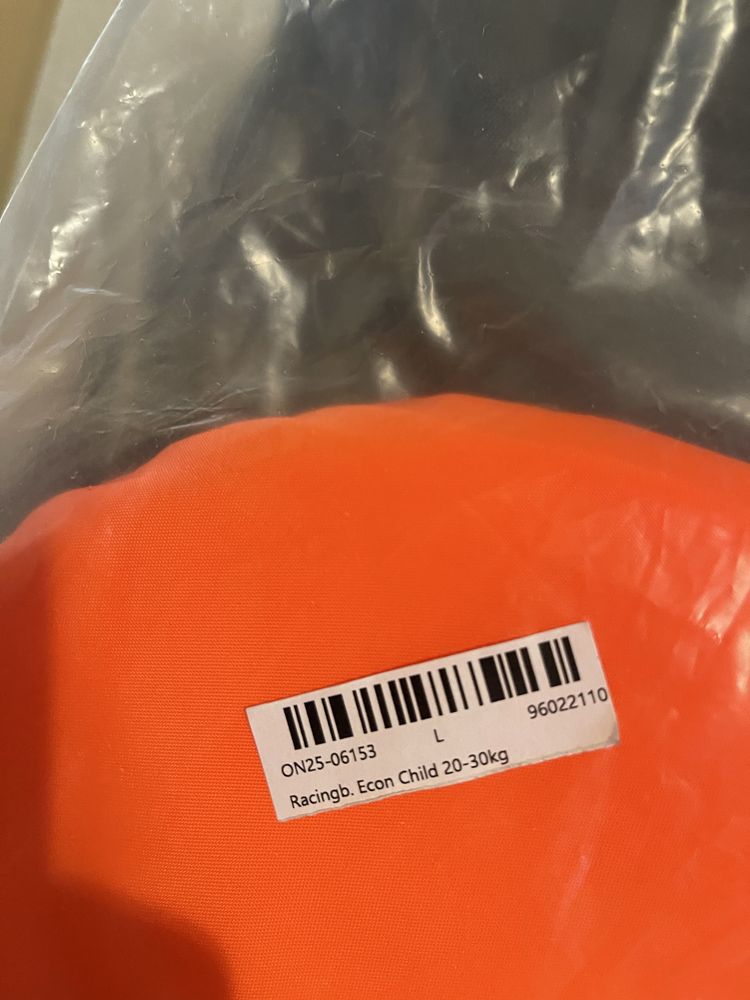 ON25-06153 L 96022110
Racingb. Econ Child 20-30kg